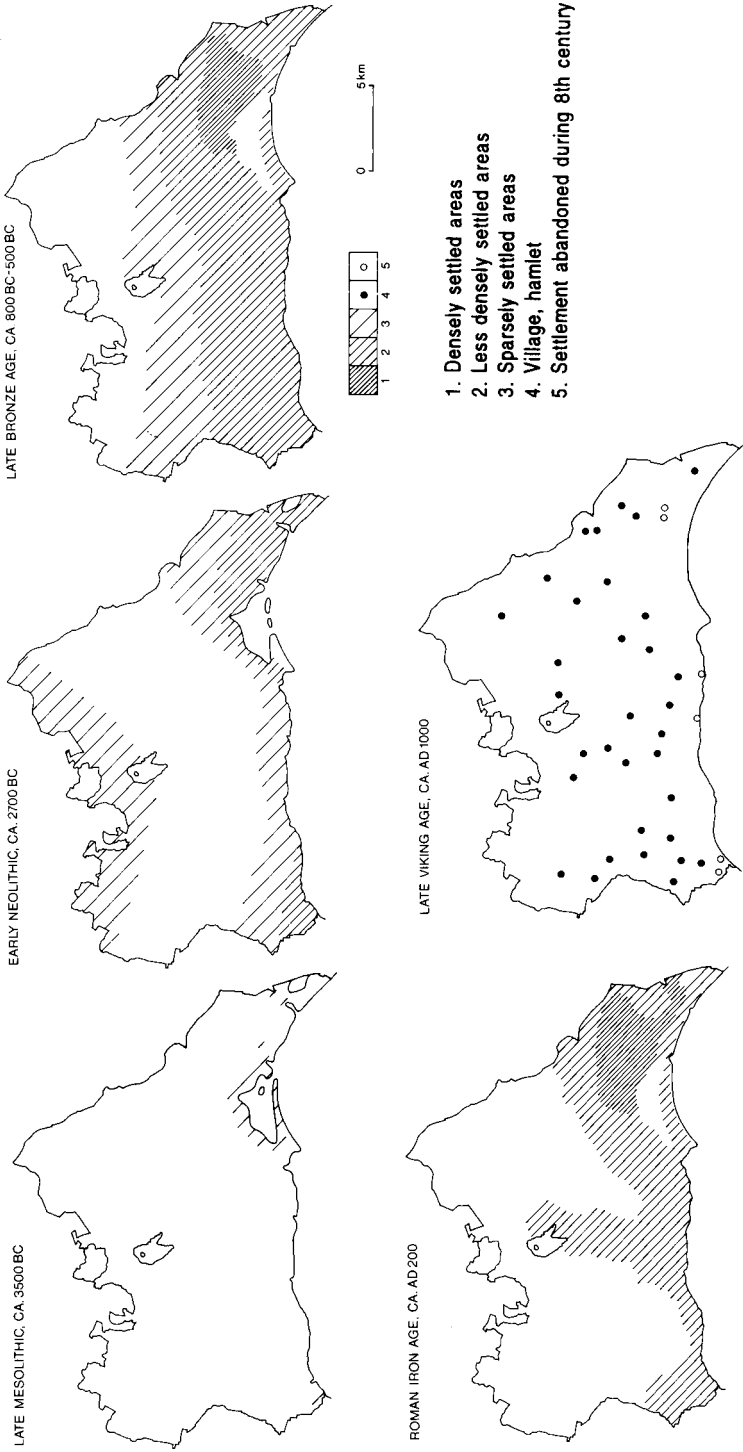 LATE MESOLITHIC, CA. 3500 BC
EARLY NEOLITHIC, CA. 2700 BC
LATE BRONZE AGE, CA 800 BC-500 BC
ROMAN IRON AGE, CA. AD 200
LATE VIKING AGE, CA. AD 1000
1 2 3 4 5
0 5 km
1. Densely settled areas
2. Less densely settled areas
3. Sparsely settled areas
4. Village, hamlet
5. Settlement abandoned during 8th century